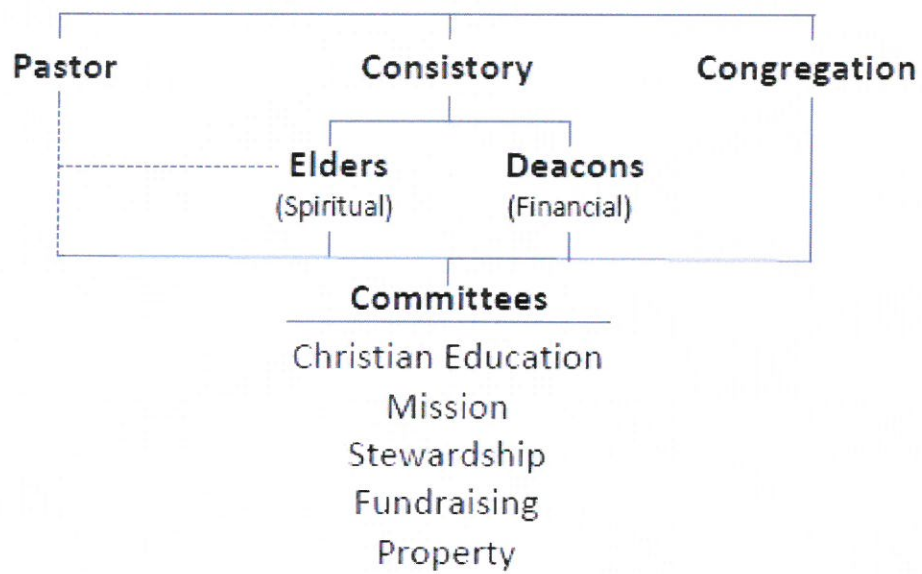 Pastor Consistory Congregation
Elders Deacons
(Spiritual) (Financial)
Committees
Christian Education
Mission
Stewardship
Fundraising
Property